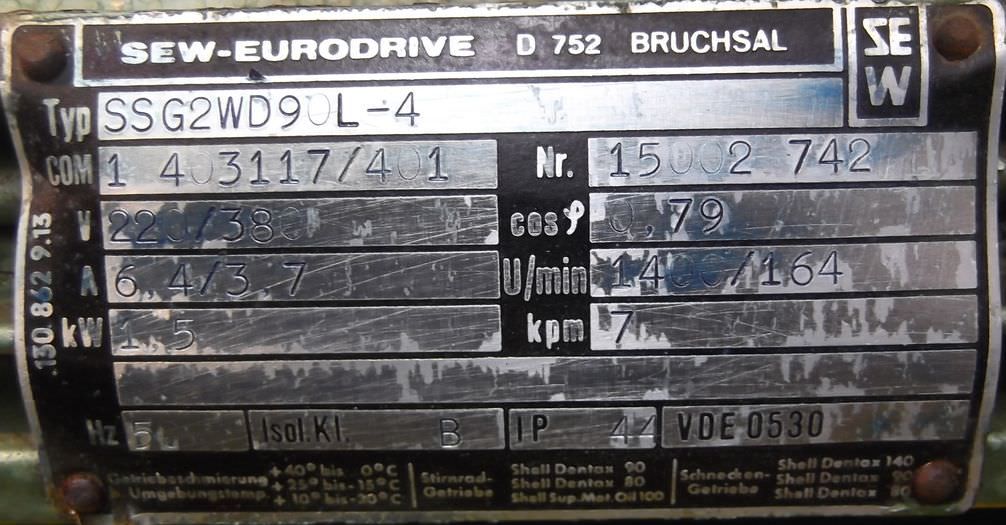 SEW-EURODRIVE D 752 BRUCHSAL
SE
W
Typ SSG2WD90L-4
COM 1 403117/401 Nr. 15002 742
V 220/380 cosφ 0,79
A 6,4/3,7 U/min 1400/164
kW 1,5 kpm 7
Hz Isol.Kl. B IP 44 VDE 0530
130 862 9.13
Getriebeschmierung
b. Umgebungstemp.
+40° bis 0°C
+25° bis -15°C
+10° bis -20°C
Stirnrad-
Getriebe
Shell Dentax 90
Shell Dentax 80
Shell Sup. Mot. Oil 100
Schnecken-
Getriebe
Shell Dentax 140
Shell Dentax 90
Shell Dentax 80